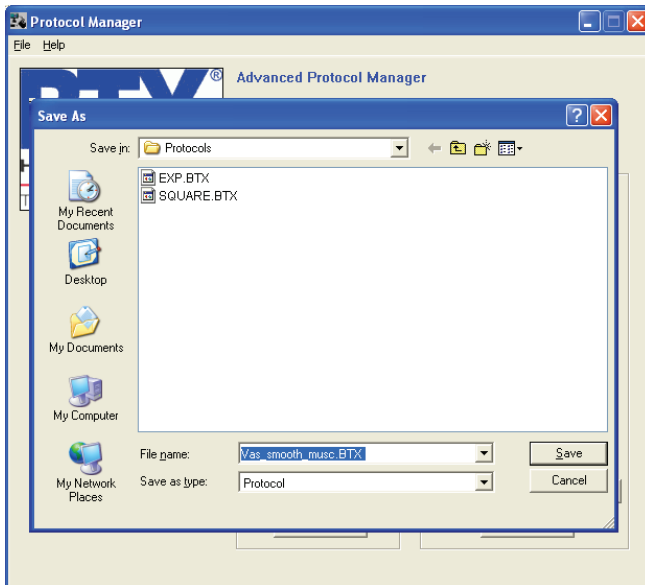 Protocol Manager
File Help
BTX®
Advanced Protocol Manager
Save As
Save in: Protocols
EXP.BTX
SQUARE.BTX
My Recent
Documents
Desktop
My Documents
My Computer
My Network
Places
File name: Vas_smooth_musc.BTX Save
Save as type: Protocol Cancel